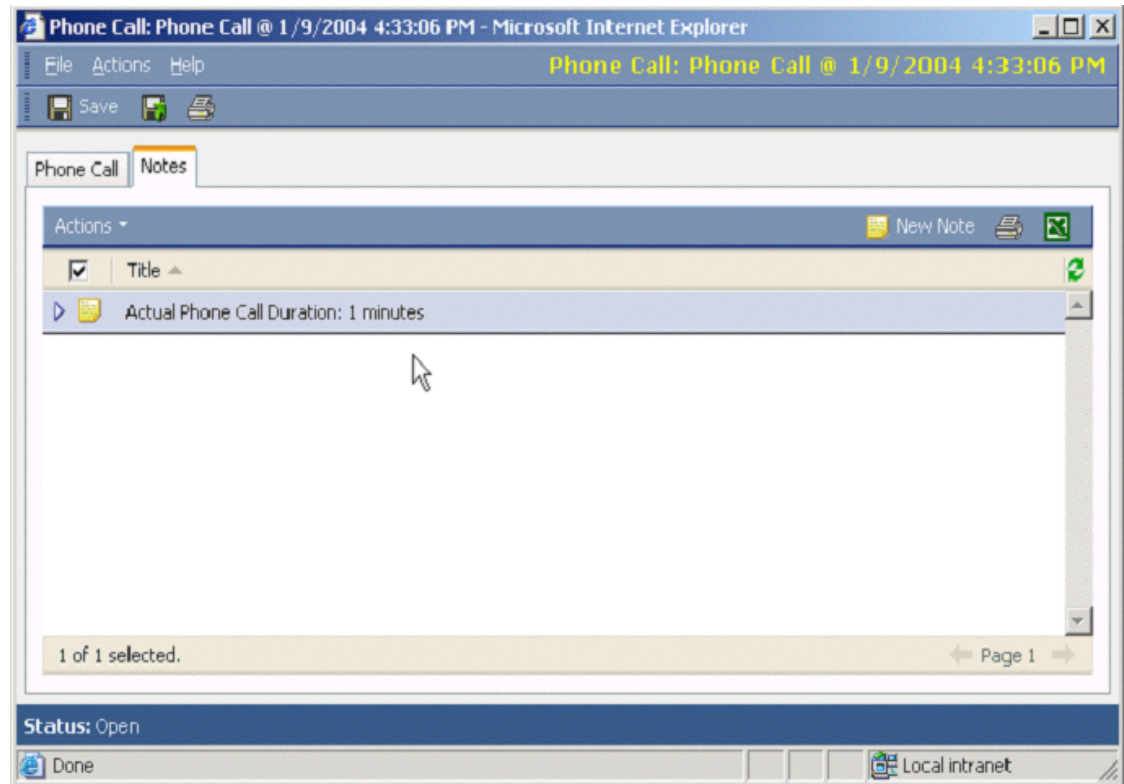 Phone Call: Phone Call @ 1/9/2004 4:33:06 PM - Microsoft Internet Explorer
File Actions Help Phone Call: Phone Call @ 1/9/2004 4:33:06 PM
Save
Phone Call Notes
Actions New Note
Title
Actual Phone Call Duration: 1 minutes
1 of 1 selected. Page 1
Status: Open
Done Local intranet